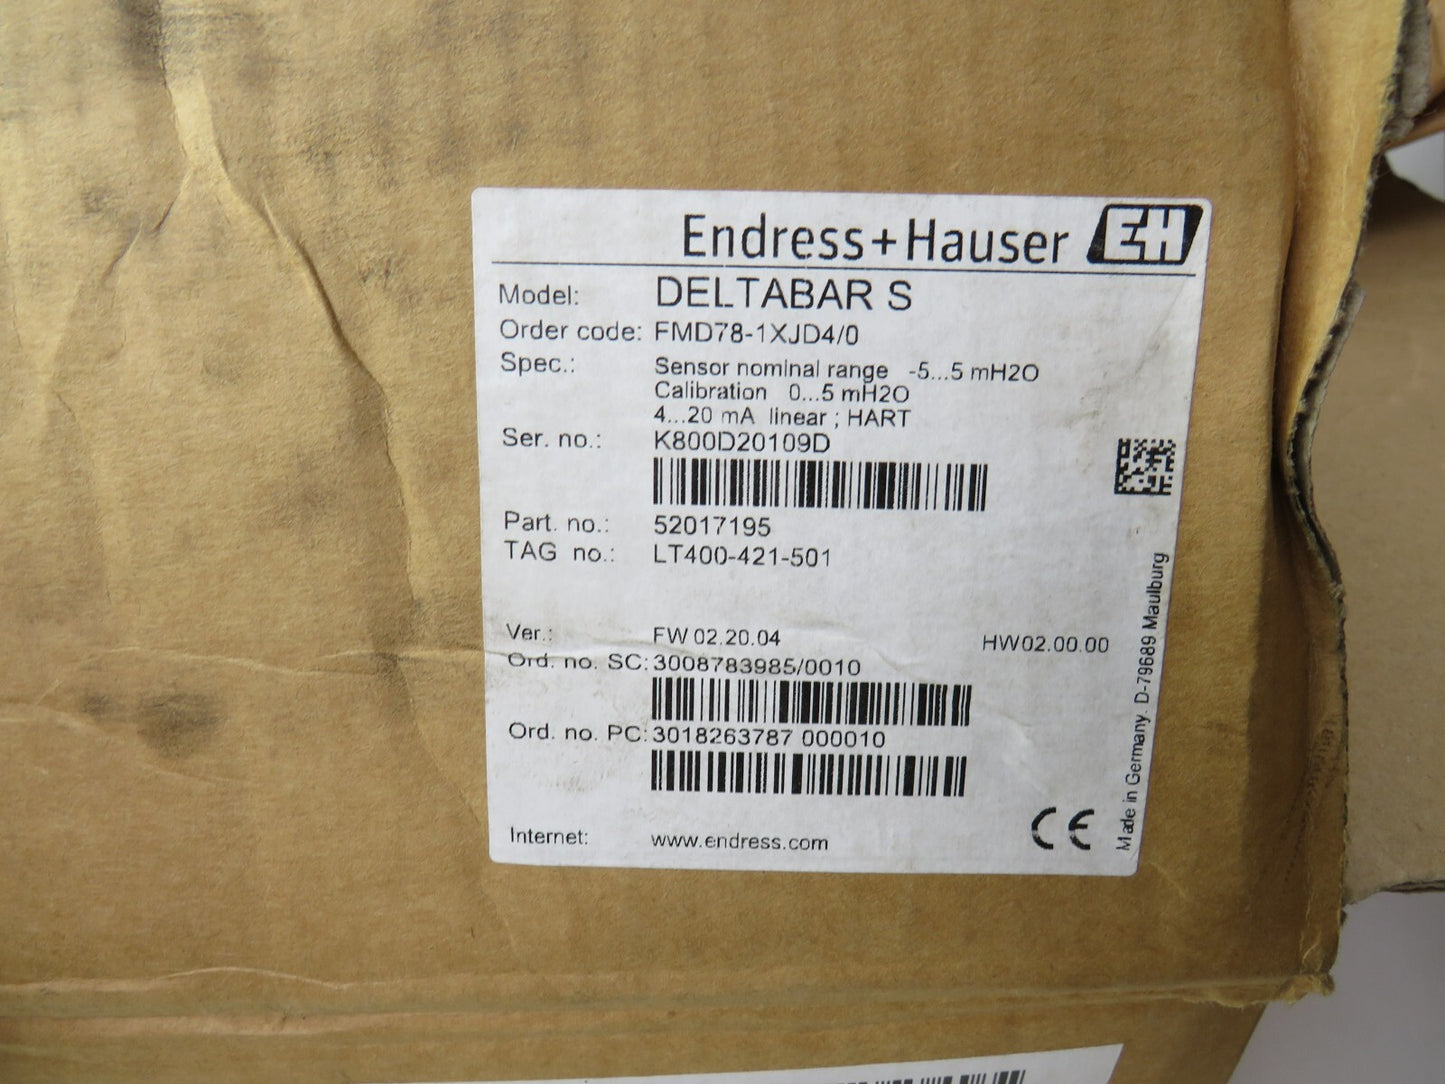 Endress+Hauser EH
Model: DELTABAR S
Order code: FMD78-1XJD4/0
Spec.: Sensor nominal range -5...5 mH2O
Calibration 0...5 mH2O
4...20 mA linear ; HART
Ser. no.: K800D20109D
Part. no.: 52017195
TAG no.: LT400-421-501
Ver.: FW 02.20.04 HW02.00.00
Ord. no. SC: 3008783985/0010
Ord. no. PC: 3018263787 000010
Internet: www.endress.com
CE
Made in Germany. D-79689 Maulburg